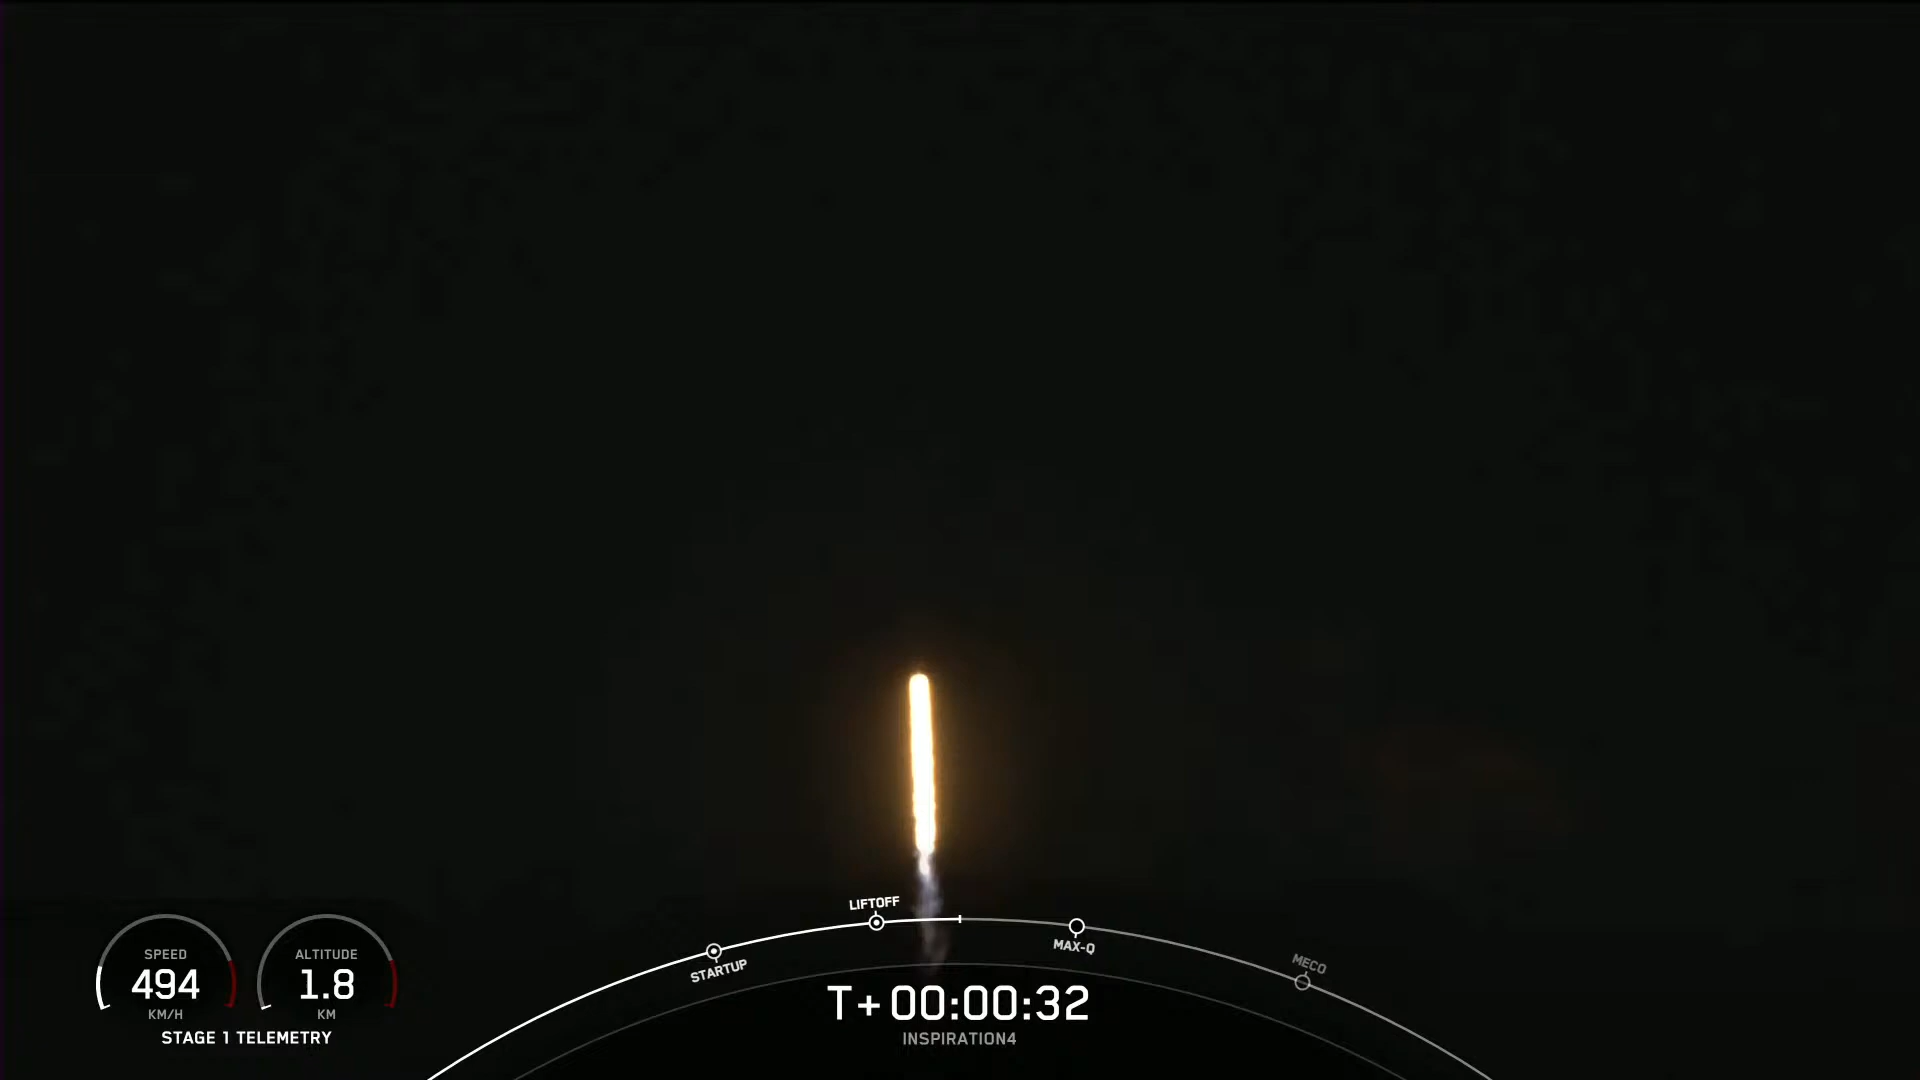 LIFTOFF
STARTUP
MAX-Q
MECO
SPEED
494
KM/H
ALTITUDE
1.8
KM
STAGE 1 TELEMETRY
T+00:00:32
INSPIRATION4